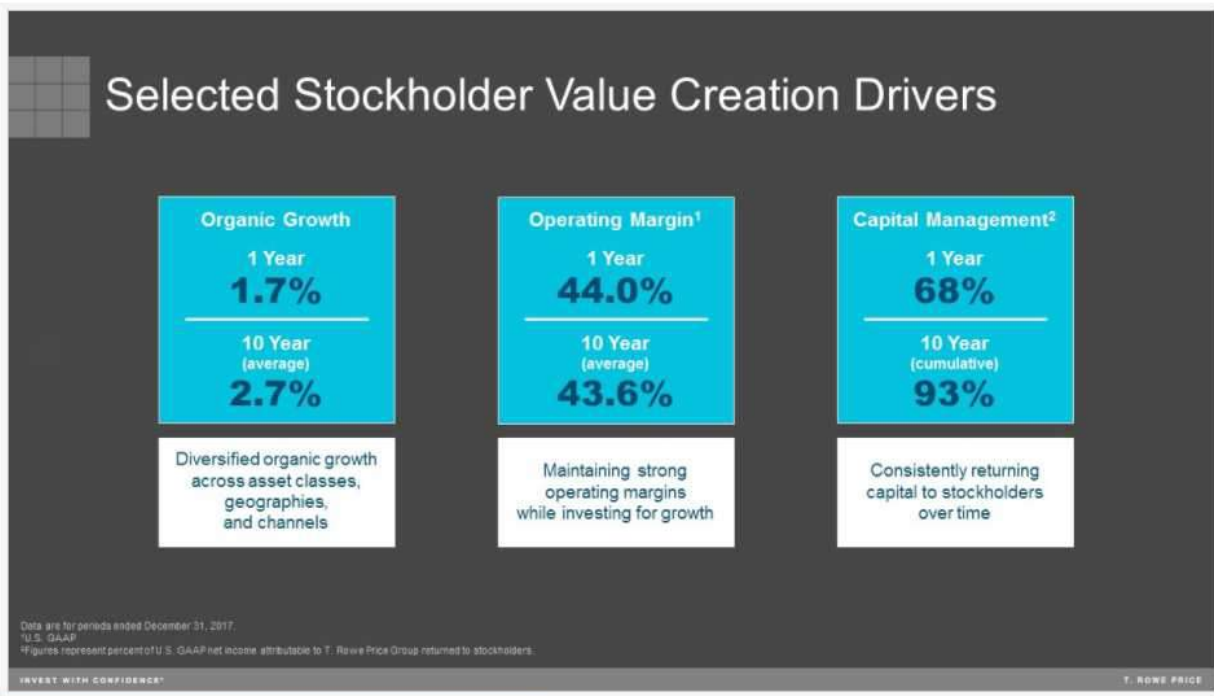 Selected Stockholder Value Creation Drivers
Organic Growth
1 Year
1.7%
10 Year
(average)
2.7%
Diversified organic growth
across asset classes,
geographies,
and channels
Operating Margin¹
1 Year
44.0%
10 Year
(average)
43.6%
Maintaining strong
operating margins
while investing for growth
Capital Management²
1 Year
68%
10 Year
(cumulative)
93%
Consistently returning
capital to stockholders
over time
Data are for periods ended December 31, 2017.
¹U.S. GAAP
²Figures represent percent of U.S. GAAP net income attributable to T. Rowe Price Group returned to stockholders.
INVEST WITH CONFIDENCE®
T. ROWE PRICE